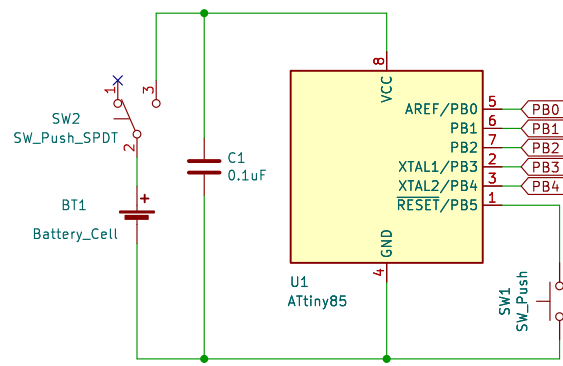 1
3
SW2
SW_Push_SPDT
2
BT1
+
Battery_Cell
C1
0.1uF
8
VCC
AREF/PB0
5
PB0
PB1
6
PB1
PB2
7
PB2
XTAL1/PB3
2
PB3
XTAL2/PB4
3
PB4
RESET/PB5
1
GND
4
U1
ATtiny85
SW1
SW_Push